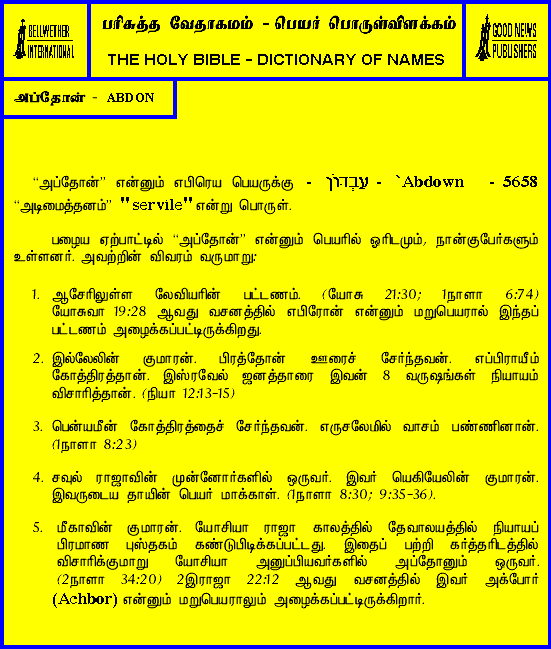 BELLWETHER
INTERNATIONAL
பரிசுத்த வேதாகமம் - பெயர் பொருள்விளக்கம்
THE HOLY BIBLE - DICTIONARY OF NAMES
GOOD NEWS
PUBLISHERS
அப்தோன் - ABDON
“அப்தோன்” என்னும் எபிரெய பெயருக்கு - עַבְדּוֹן - `Abdown - 5658
“அடிமைத்தனம்” "servile" என்று பொருள்.
பழைய ஏற்பாட்டில் “அப்தோன்” என்னும் பெயரில் ஓரிடமும், நான்குபேர்களும்
உள்ளனர். அவற்றின் விவரம் வருமாறு:
1. ஆசேரிலுள்ள லேவியரின் பட்டணம். (யோசு 21:30; 1நாளா 6:74)
யோசுவா 19:28 ஆவது வசனத்தில் எபிரோன் என்னும் மறுபெயரால் இந்தப்
பட்டணம் அழைக்கப்பட்டிருக்கிறது.
2. இல்லேலின் குமாரன். பிரத்தோன் ஊரைச் சேர்ந்தவன். எப்பிராயீம்
கோத்திரத்தான். இஸ்ரவேல் ஜனத்தாரை இவன் 8 வருஷங்கள் நியாயம்
விசாரித்தான். (நியா 12:13-15)
3. பென்யமீன் கோத்திரத்தைச் சேர்ந்தவன். எருசலேமில் வாசம் பண்ணினான்.
(1நாளா 8:23)
4. சவுல் ராஜாவின் முன்னோர்களில் ஒருவர். இவர் யெகியேலின் குமாரன்.
இவருடைய தாயின் பெயர் மாக்காள். (1நாளா 8:30; 9:35-36).
5. மீகாவின் குமாரன். யோசியா ராஜா காலத்தில் தேவாலயத்தில் நியாயப்
பிரமாண புஸ்தகம் கண்டுபிடிக்கப்பட்டது. இதைப் பற்றி கர்த்தரிடத்தில்
விசாரிக்குமாறு யோசியா அனுப்பியவர்களில் அப்தோனும் ஒருவர்.
(2நாளா 34:20) 2இராஜா 22:12 ஆவது வசனத்தில் இவர் அக்போர்
(Achbor) என்னும் மறுபெயராலும் அழைக்கப்பட்டிருக்கிறார்.